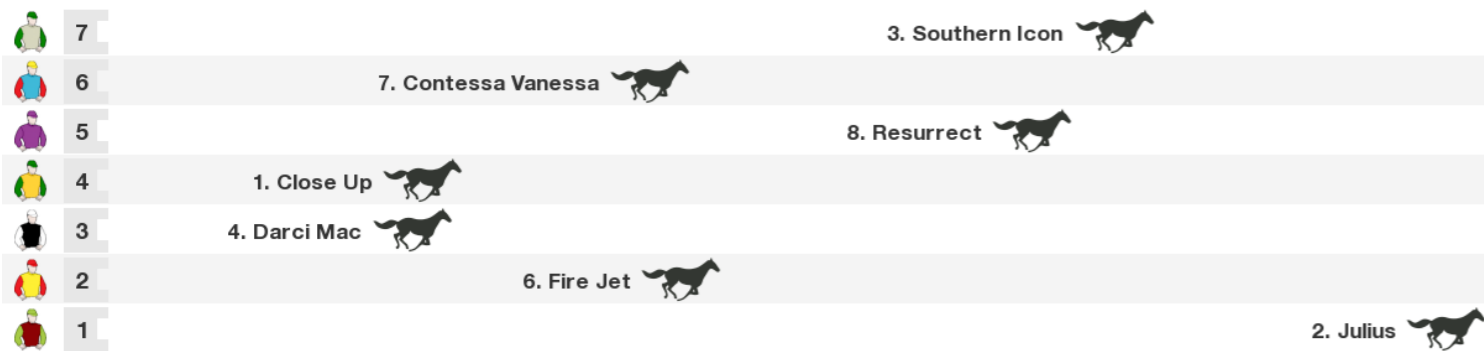 7 3. Southern Icon
6 7. Contessa Vanessa
5 8. Resurrect
4 1. Close Up
3 4. Darci Mac
2 6. Fire Jet
1 2. Julius